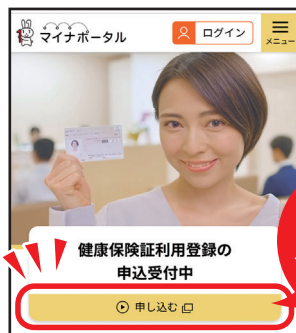 マイナポータル
ログイン
メニュー
健康保険証利用登録の
申込受付中
申し込む